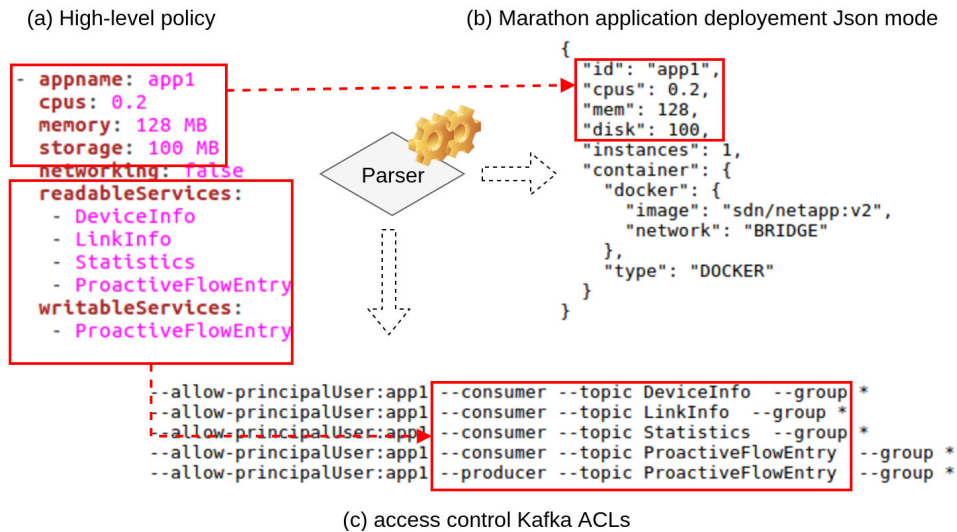 (a) High-level policy
- appname: app1
cpus: 0.2
memory: 128 MB
storage: 100 MB
networking: false
readableServices:
- DeviceInfo
- LinkInfo
- Statistics
- ProactiveFlowEntry
writableServices:
- ProactiveFlowEntry
Parser
(b) Marathon application deployement Json mode
{
"id": "app1",
"cpus": 0.2,
"mem": 128,
"disk": 100,
"instances": 1,
"container": {
"docker": {
"image": "sdn/netapp:v2",
"network": "BRIDGE"
},
"type": "DOCKER"
}
}
--allow-principalUser:app1 --consumer --topic DeviceInfo --group *
--allow-principalUser:app1 --consumer --topic LinkInfo --group *
--allow-principalUser:app1 --consumer --topic Statistics --group *
--allow-principalUser:app1 --consumer --topic ProactiveFlowEntry --group *
--allow-principalUser:app1 --producer --topic ProactiveFlowEntry --group *
(c) access control Kafka ACLs